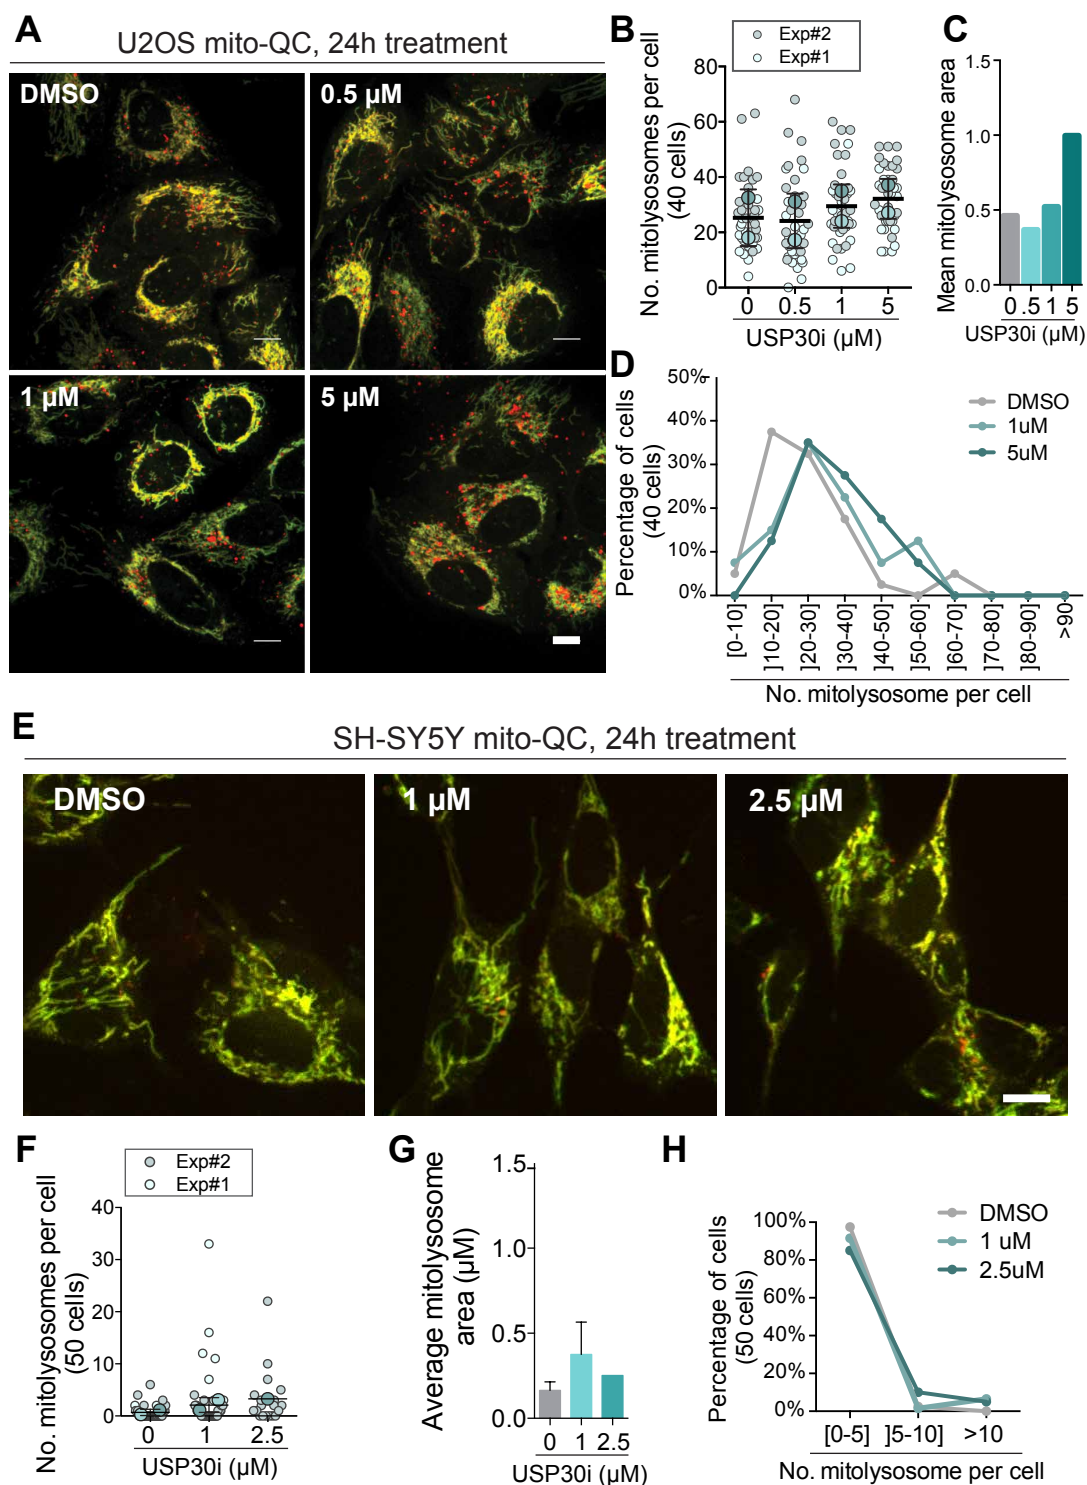 A
U2OS mito-QC, 24h treatment
DMSO
0.5 µM
1 µM
5 µM
B
Exp#2
Exp#1
No. mitolysosomes per cell
(40 cells)
80
60
40
20
0
0 0.5 1 5
USP30i (µM)
C
Mean mitolysosome area
1.5
1.0
0.5
0.0
0 .5 1 5
USP30i (µM)
D
Percentage of cells
(40 cells)
50%
40%
30%
20%
10%
0%
DMSO
1uM
5uM
[0-10]
]10-20]
]20-30]
]30-40]
]40-50]
]50-60]
]60-70]
]70-80]
]80-90]
>90
No. mitolysosome per cell
E
SH-SY5Y mito-QC, 24h treatment
DMSO
1 µM
2.5 µM
F
Exp#2
Exp#1
No. mitolysosomes per cell
(50 cells)
40
30
20
10
0
0 1 2.5
USP30i (µM)
G
Average mitolysosome
area (µM)
1.5
1.0
0.5
0.0
0 1 2.5
USP30i (µM)
H
Percentage of cells
(50 cells)
100%
80%
60%
40%
20%
0%
DMSO
1 uM
2.5uM
[0-5] ]5-10] >10
No. mitolysosome per cell